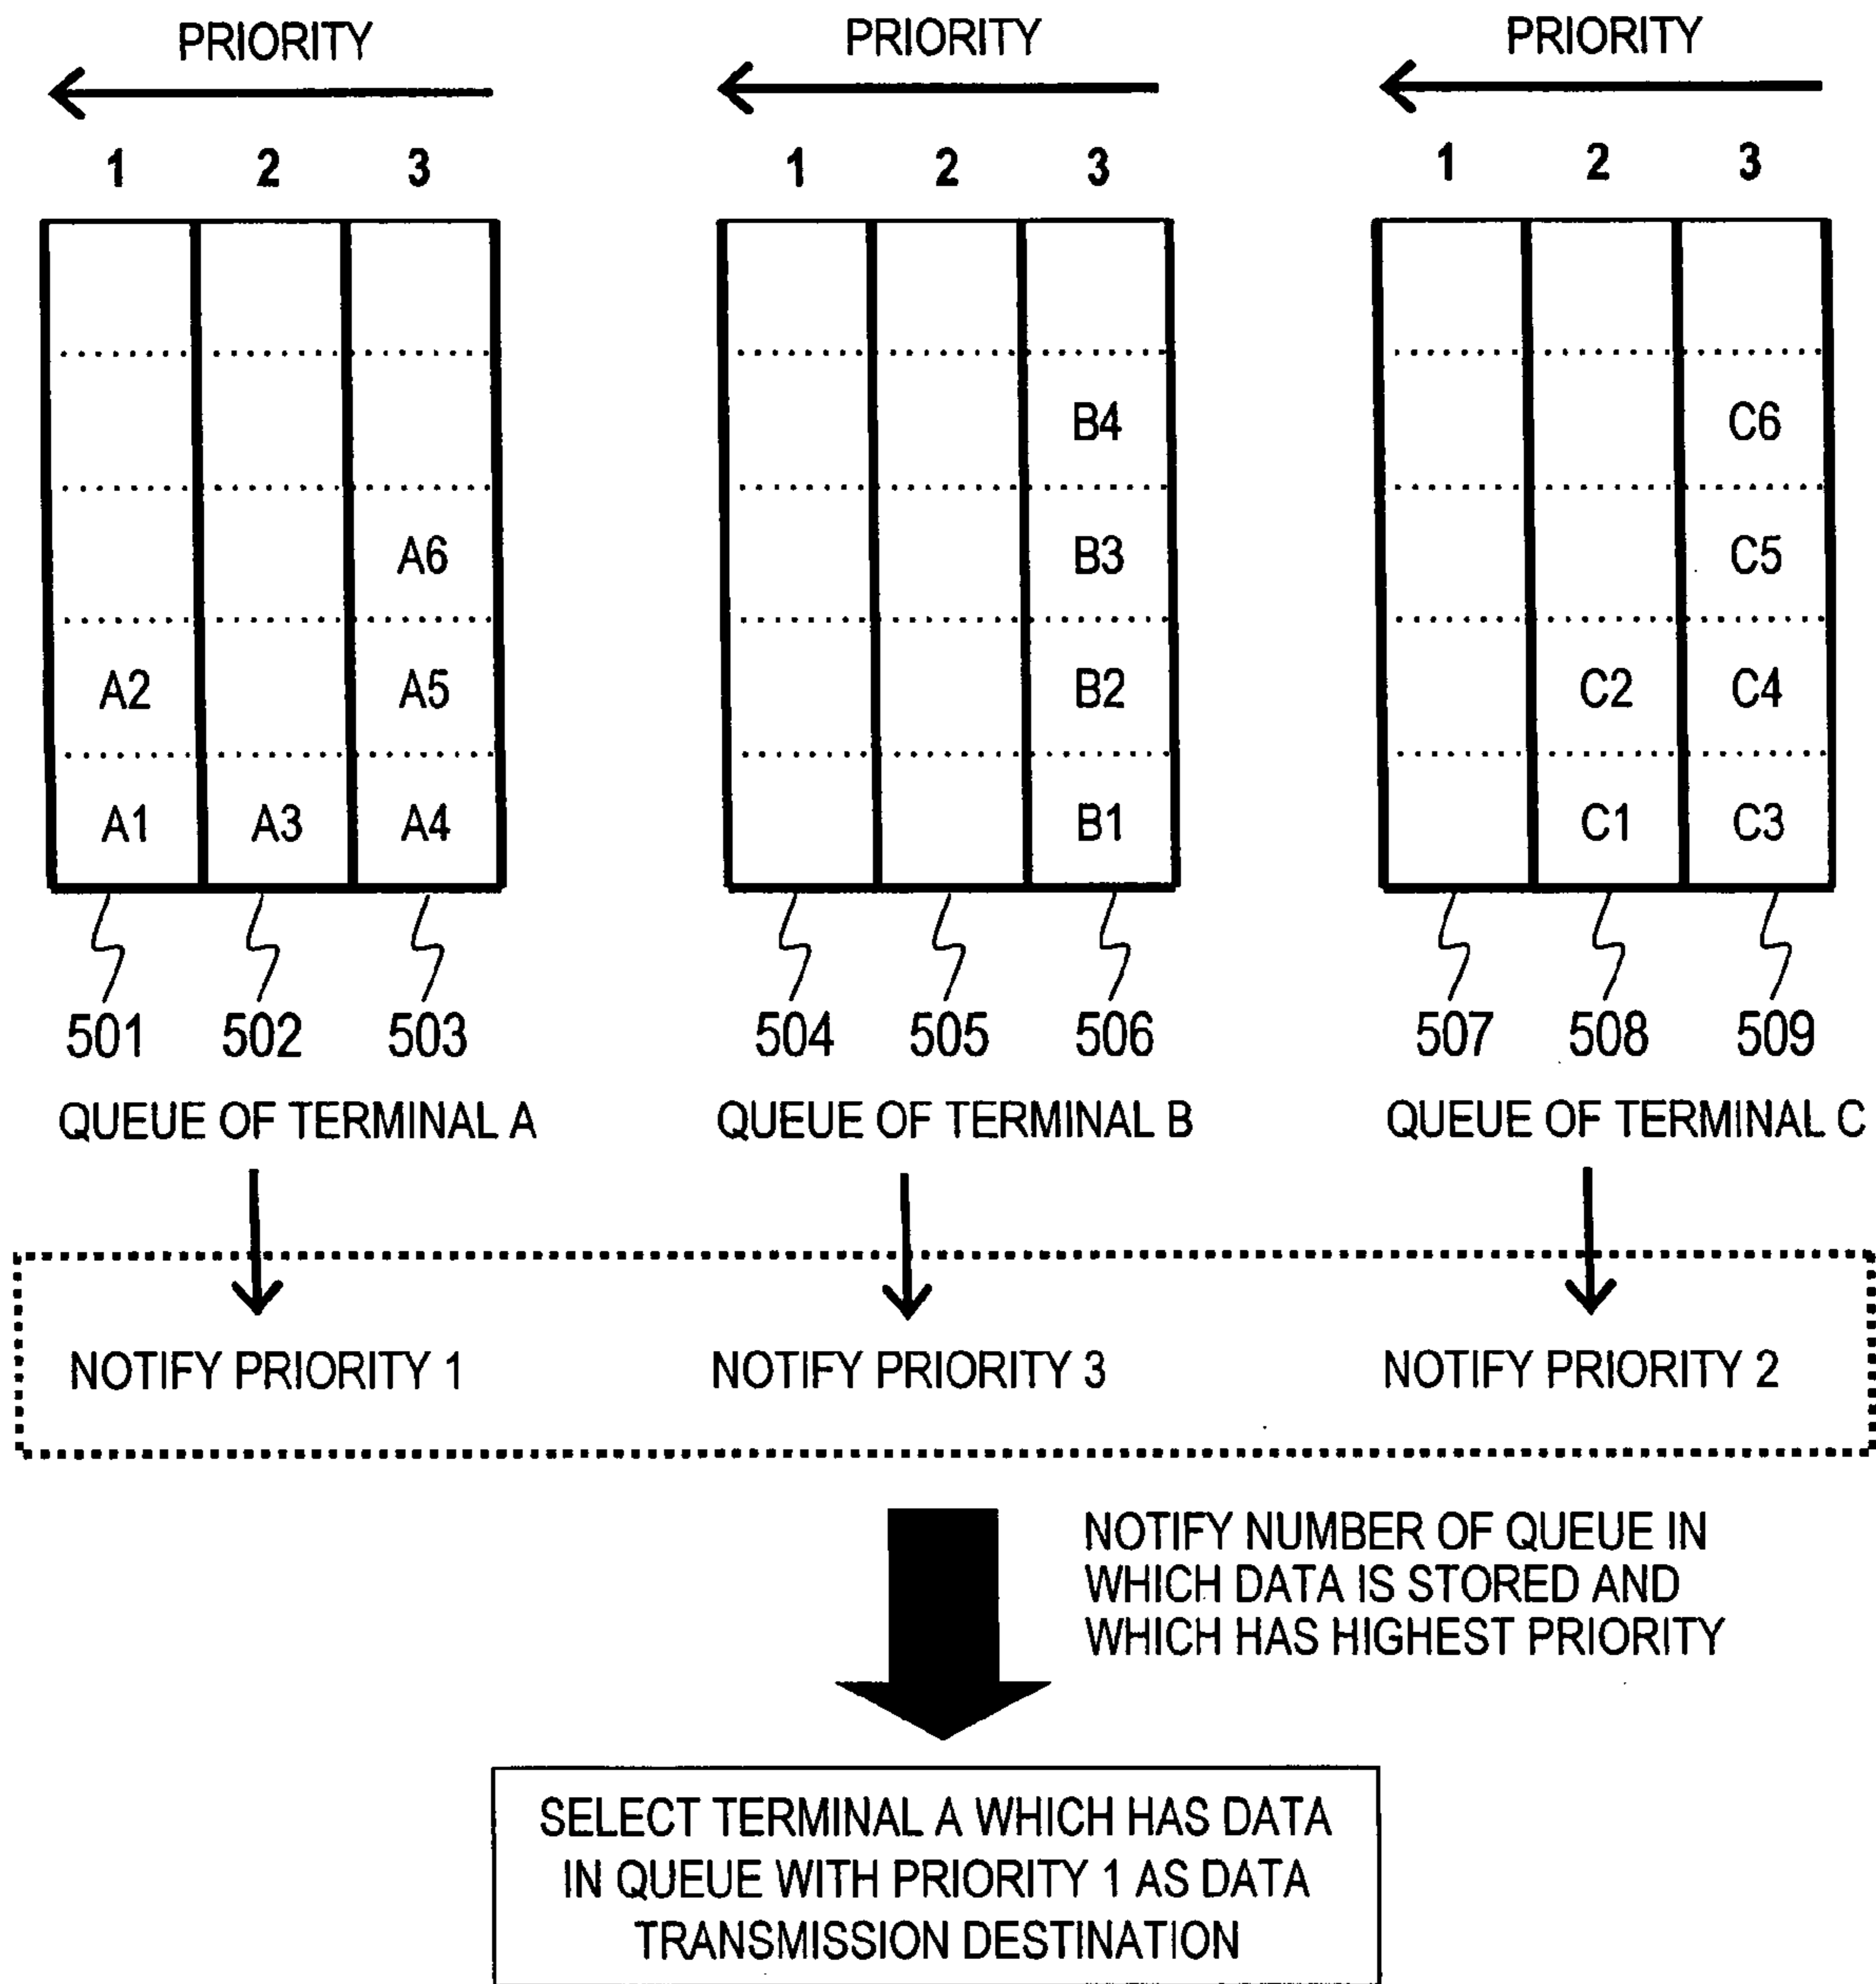 PRIORITY PRIORITY PRIORITY
1 2 3 1 2 3 1 2 3
B4 C6
A6 B3 C5
A2 A5 B2 C2 C4
A1 A3 A4 B1 C1 C3
501 502 503 504 505 506 507 508 509
QUEUE OF TERMINAL A QUEUE OF TERMINAL B QUEUE OF TERMINAL C
NOTIFY PRIORITY 1 NOTIFY PRIORITY 3 NOTIFY PRIORITY 2
NOTIFY NUMBER OF QUEUE IN
WHICH DATA IS STORED AND
WHICH HAS HIGHEST PRIORITY
SELECT TERMINAL A WHICH HAS DATA
IN QUEUE WITH PRIORITY 1 AS DATA
TRANSMISSION DESTINATION